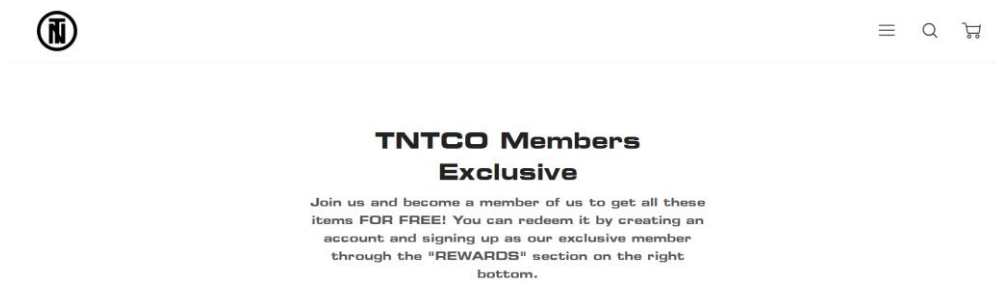 TNTCO Members
Exclusive
Join us and become a member of us to get all these
items FOR FREE! You can redeem it by creating an
account and signing up as our exclusive member
through the "REWARDS" section on the right
bottom.